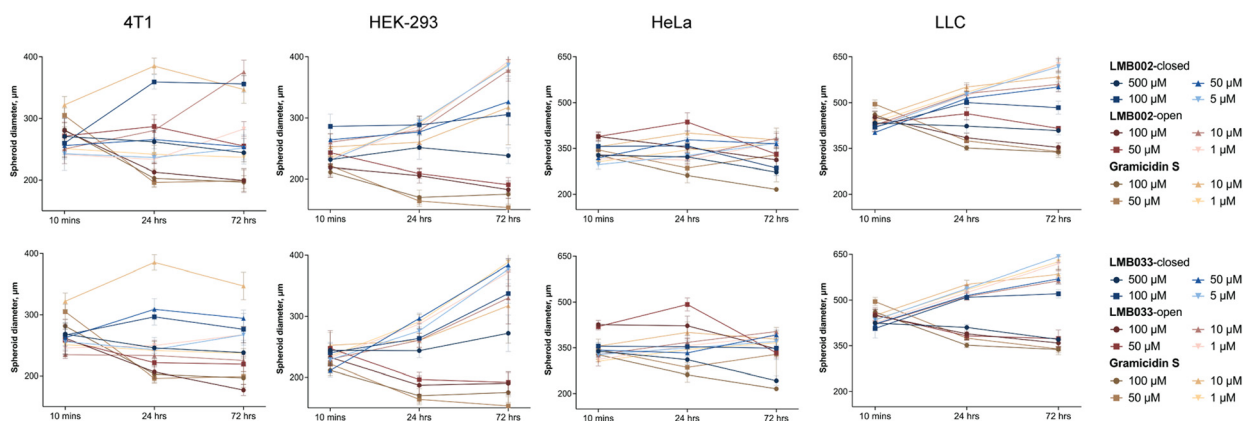 4T1
HEK-293
HeLa
LLC
Spheroid diameter, µm
400
300
200
10 mins
24 hrs
72 hrs
Spheroid diameter, µm
400
300
200
10 mins
24 hrs
72 hrs
Spheroid diameter, µm
650
500
350
300
10 mins
24 hrs
72 hrs
Spheroid diameter, µm
650
500
450
300
10 mins
24 hrs
72 hrs
LMB002-closed
500 µM
50 µM
100 µM
5 µM
LMB002-open
100 µM
10 µM
50 µM
1 µM
Gramicidin S
100 µM
10 µM
50 µM
1 µM
Spheroid diameter, µm
400
300
200
10 mins
24 hrs
72 hrs
Spheroid diameter, µm
400
300
200
10 mins
24 hrs
72 hrs
Spheroid diameter, µm
650
500
350
300
10 mins
24 hrs
72 hrs
Spheroid diameter, µm
650
500
450
300
10 mins
24 hrs
72 hrs
LMB033-closed
500 µM
50 µM
100 µM
5 µM
LMB033-open
100 µM
10 µM
50 µM
1 µM
Gramicidin S
100 µM
10 µM
50 µM
1 µM